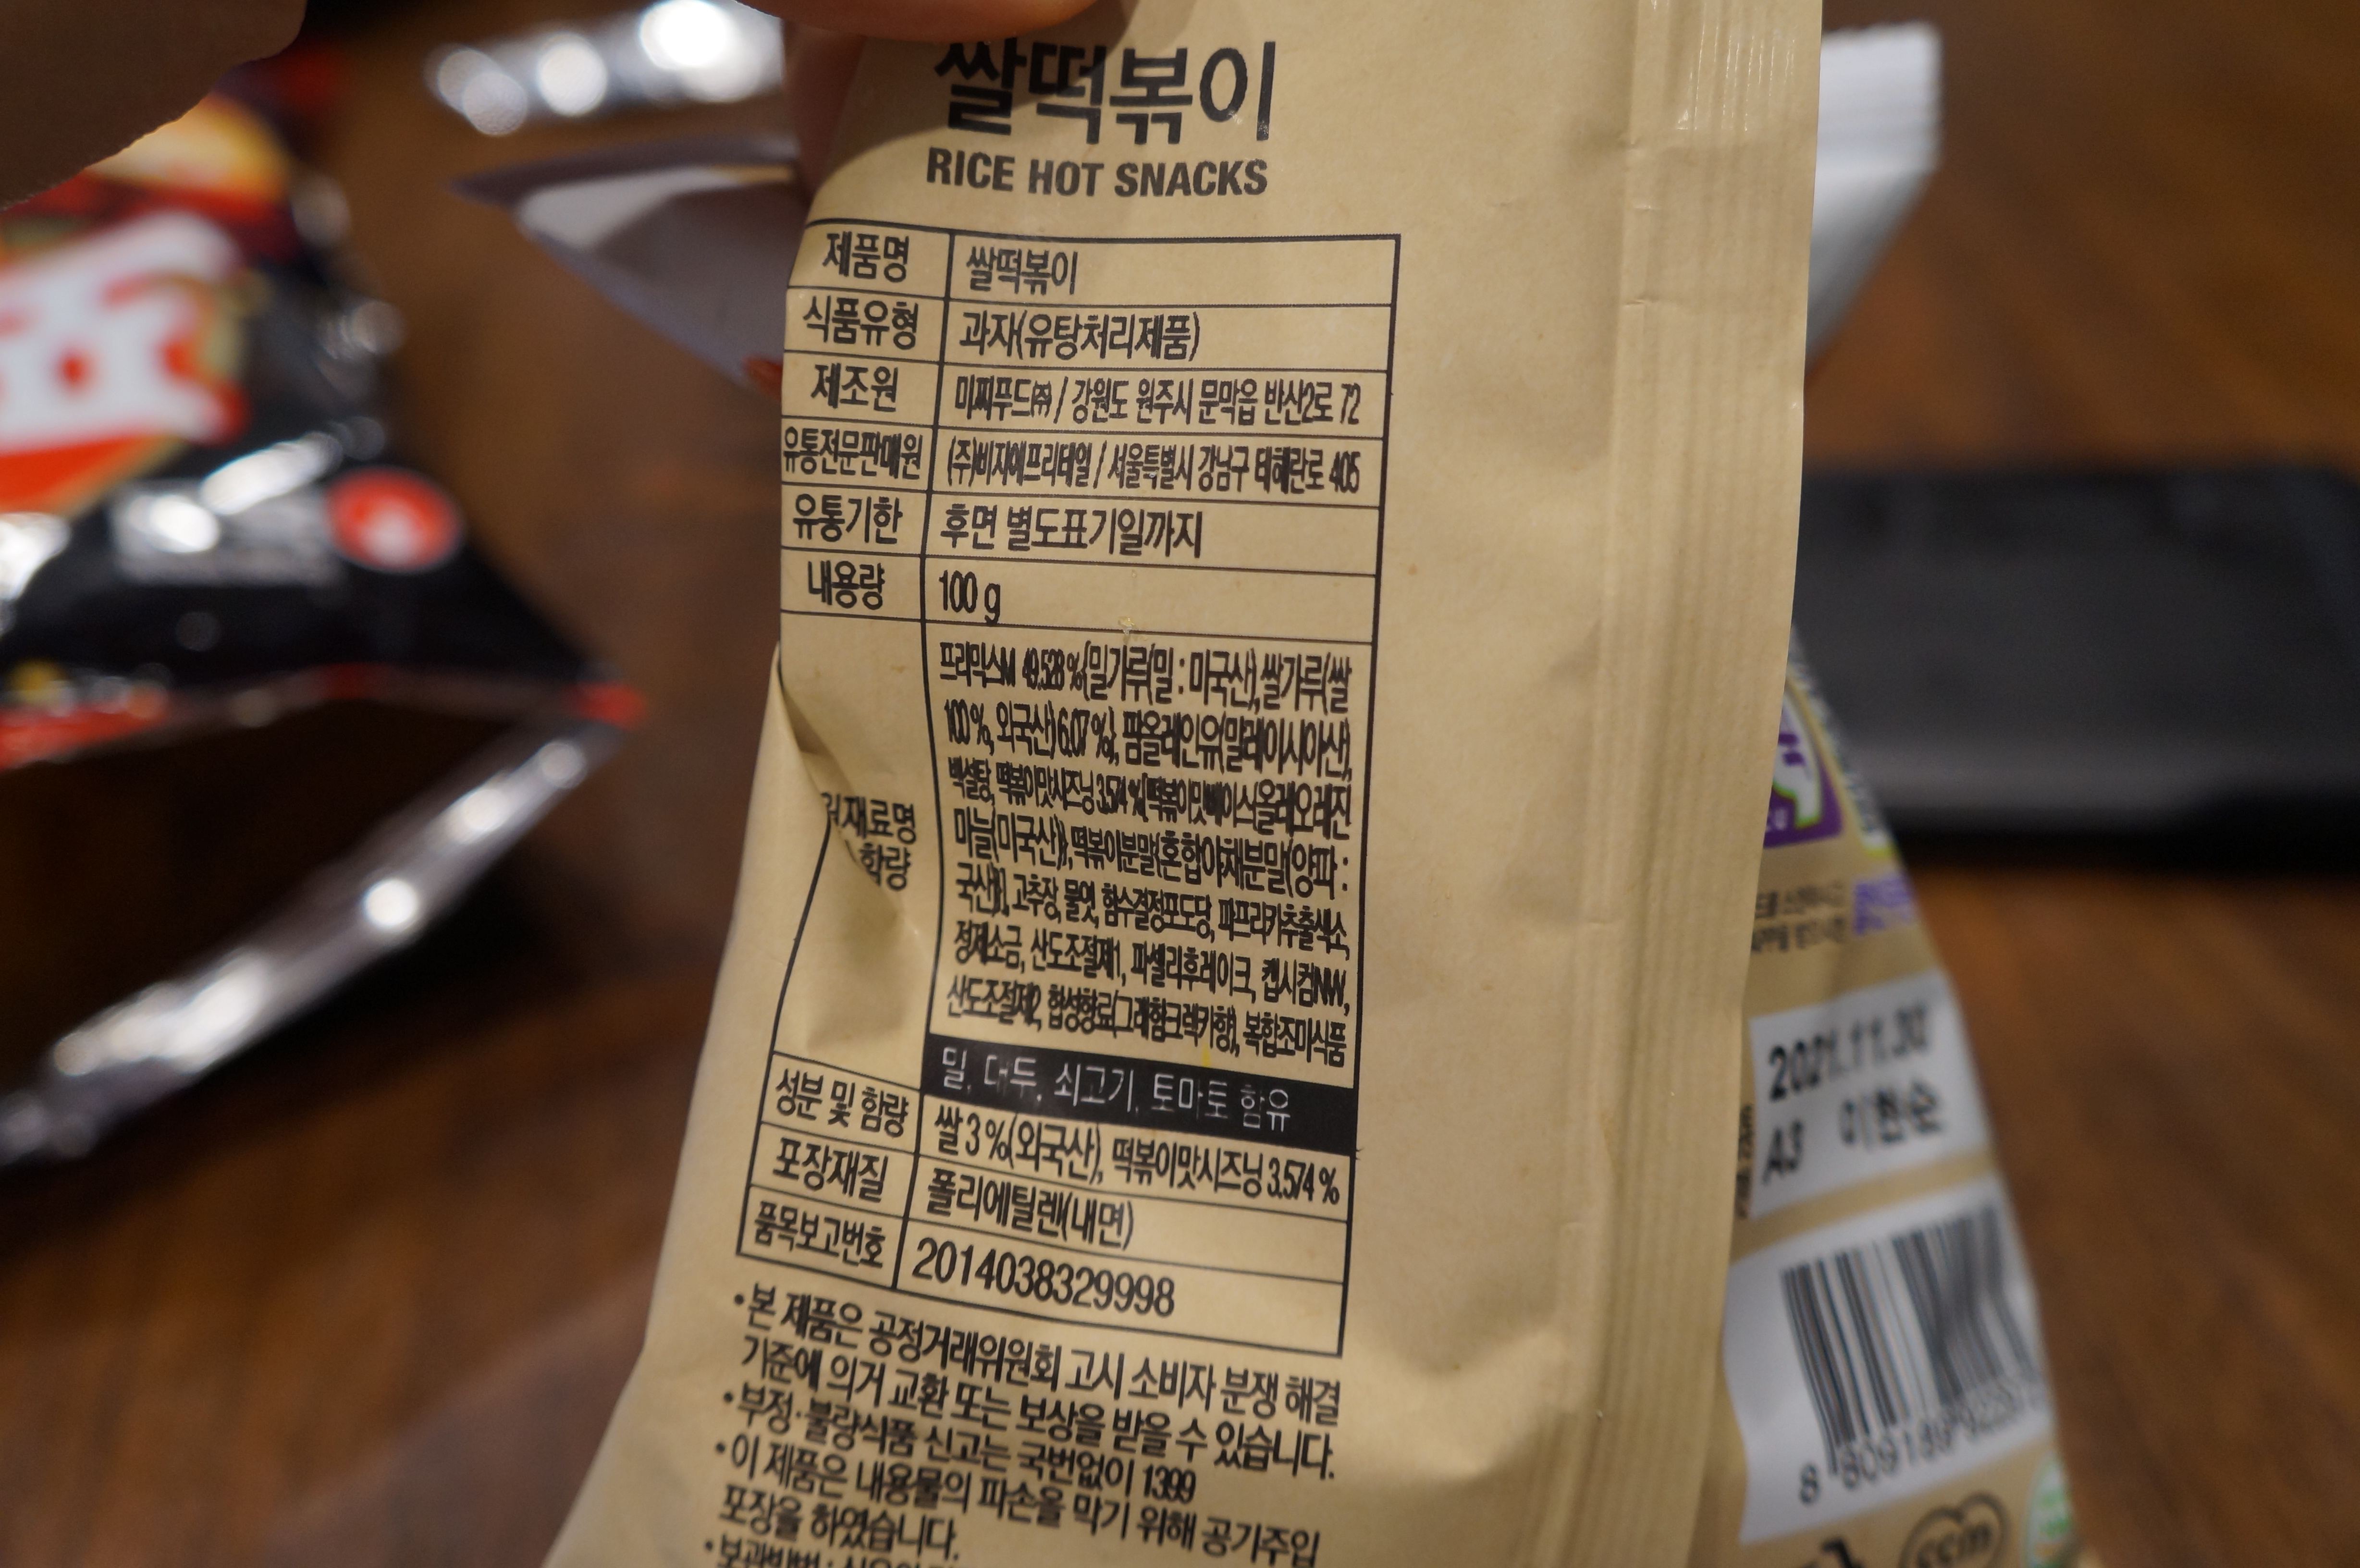 쌀떡볶이
RICE HOT SNACKS
제품명 쌀떡볶이
식품유형 과자(유탕처리제품)
제조원 미찌푸드㈜ / 강원도 원주시 문막읍 반산2로 72
유통전문판매원 (주)비지에프리테일 / 서울특별시 강남구 테헤란로 405
유통기한 후면 별도표기일까지
내용량 100 g
프리믹스M 49.528%{밀가루(밀 : 미국산),쌀가루(쌀
100%, 외국산)6.07%}, 팜올레인유(말레이시아산),
백설탕, 떡볶이맛시즈닝 3.574%[떡볶이맛베이스(올레오레진
원재료명
마늘(미국산)),떡볶이분말{혼합야채분말(양파 :
함량
국산)}], 고추장, 물엿, 함수결정포도당, 파프리카추출색소,
정제소금, 산도조절제1, 파셀리후레이크, 캡시컴NW,
산도조절제2, 합성향료(그래함크랙카향), 복합조미식품
밀, 대두, 쇠고기, 토마토 함유
성분 및 함량 쌀 3 %(외국산), 떡볶이맛시즈닝 3.574 %
포장재질 폴리에틸렌(내면)
품목보고번호 2014038329998
•본 제품은 공정거래위원회 고시 소비자 분쟁 해결
기준에 의거 교환 또는 보상을 받을 수 있습니다.
•부정·불량식품 신고는 국번없이 1399
•이 제품은 내용물의 파손을 막기 위해 공기주입
포장을 하였습니다.
•보관방법 :
2021.11.30
A3 이한순
ccm